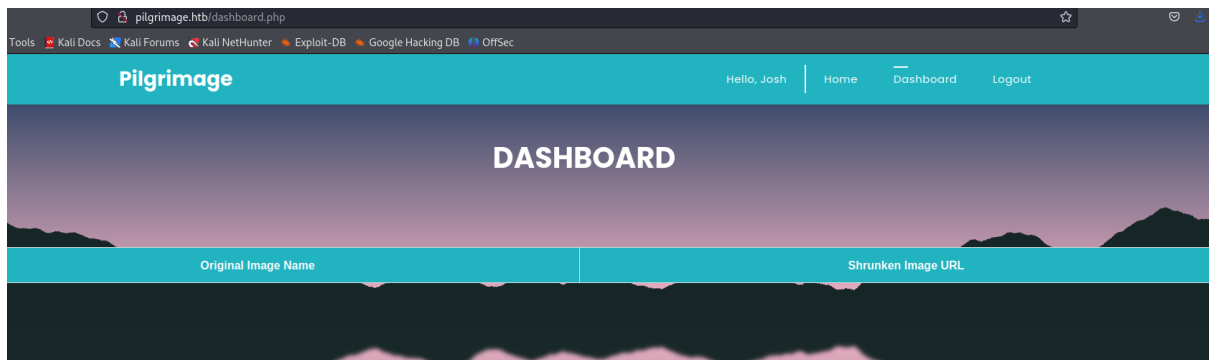 pilgrimage.htb/dashboard.php
Tools Kali Docs Kali Forums Kali NetHunter Exploit-DB Google Hacking DB OffSec
Pilgrimage Hello, Josh Home Dashboard Logout
DASHBOARD
Original Image Name Shrunken Image URL